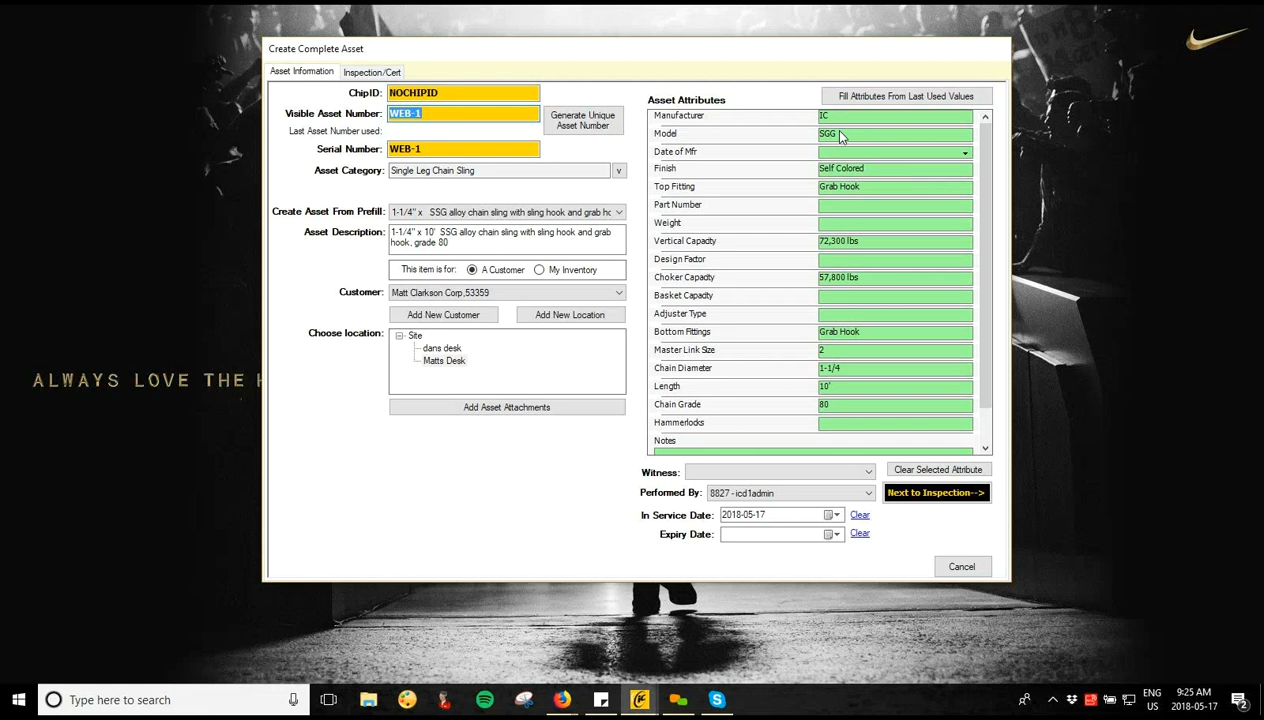 Create Complete Asset
Asset Information
Inspection/Cert
ChipID: NOCHIPID
Visible Asset Number: WEB-1
Generate Unique Asset Number
Last Asset Number used:
Serial Number: WEB-1
Asset Category: Single Leg Chain Sling v
Create Asset From Prefill: 1-1/4" x SSG alloy chain sling with sling hook and grab hc
Asset Description: 1-1/4" x 10' SSG alloy chain sling with sling hook and grab
hook, grade 80
This item is for: A Customer My Inventory
Customer: Matt Clarkson Corp,53359
Add New Customer
Add New Location
Choose location: Site
dans desk
Matts Desk
Add Asset Attachments
Asset Attributes
Fill Attributes From Last Used Values
Manufacturer IC
Model SGG
Date of Mfr
Finish Self Colored
Top Fitting Grab Hook
Part Number
Weight
Vertical Capacity 72,300 lbs
Design Factor
Choker Capacity 57,800 lbs
Basket Capacity
Adjuster Type
Bottom Fittings Grab Hook
Master Link Size 2
Chain Diameter 1-1/4
Length 10'
Chain Grade 80
Hammerlocks
Notes
Witness:
Clear Selected Attribute
Performed By: 8827 - icd1admin
Next to Inspection-->
In Service Date: 2018-05-17 Clear
Expiry Date: Clear
Cancel
ALWAYS LOVE THE
Type here to search
ENG
US
9:25 AM
2018-05-17
2